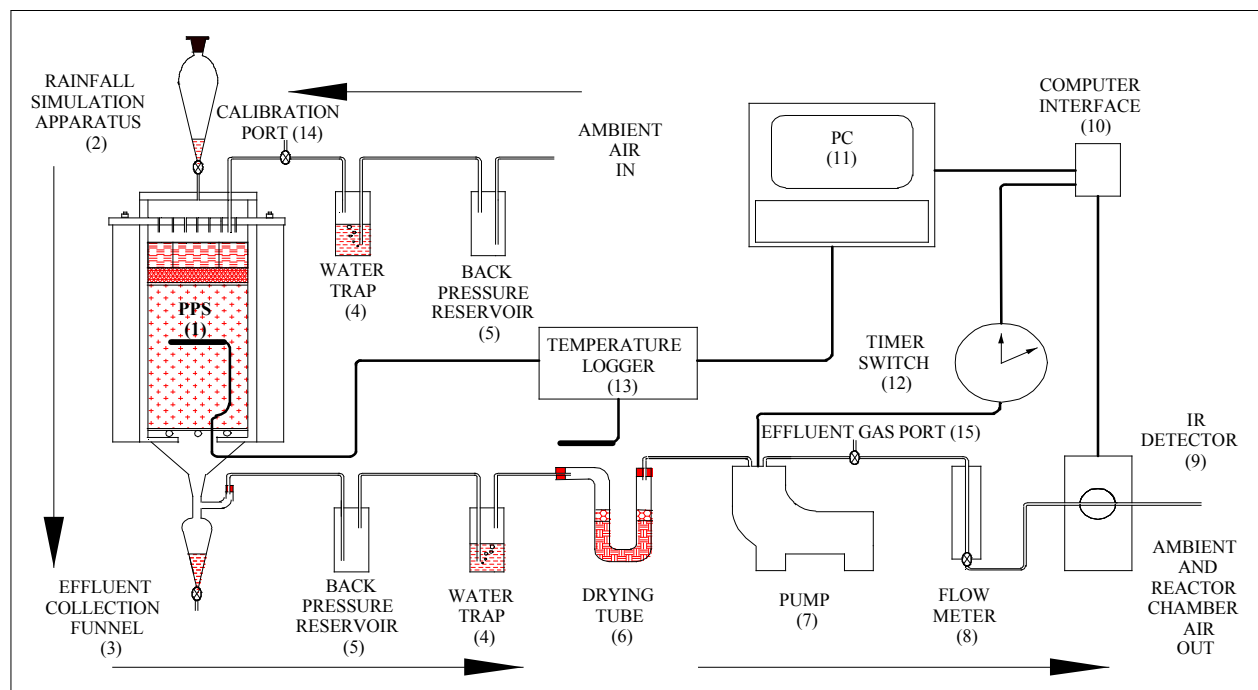 RAINFALL
SIMULATION
APPARATUS
(2)
CALIBRATION
PORT (14)
AMBIENT
AIR
IN
PC
(11)
COMPUTER
INTERFACE
(10)
WATER
TRAP
(4)
BACK
PRESSURE
RESERVOIR
(5)
PPS
(1)
TEMPERATURE
LOGGER
(13)
TIMER
SWITCH
(12)
EFFLUENT GAS PORT (15)
IR
DETECTOR
(9)
EFFLUENT
COLLECTION
FUNNEL
(3)
BACK
PRESSURE
RESERVOIR
(5)
WATER
TRAP
(4)
DRYING
TUBE
(6)
PUMP
(7)
FLOW
METER
(8)
AMBIENT
AND
REACTOR
CHAMBER
AIR
OUT